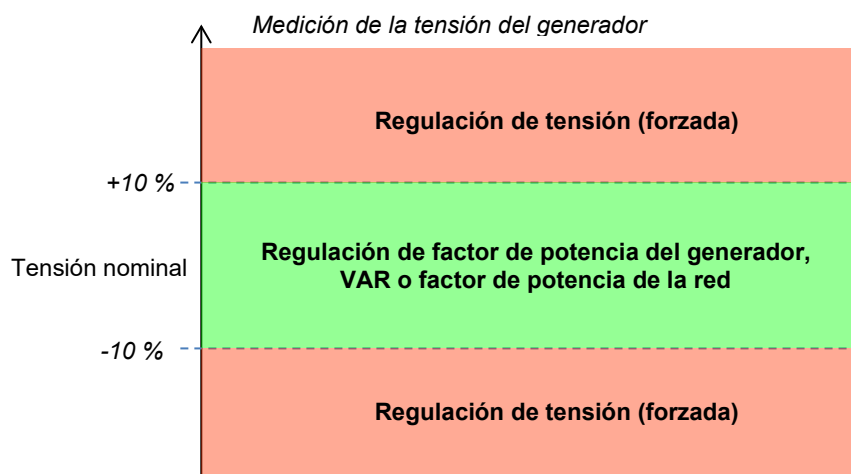 Medición de la tensión del generador
Regulación de tensión (forzada)
+10 %
Regulación de factor de potencia del generador,
VAR o factor de potencia de la red
Tensión nominal
-10 %
Regulación de tensión (forzada)